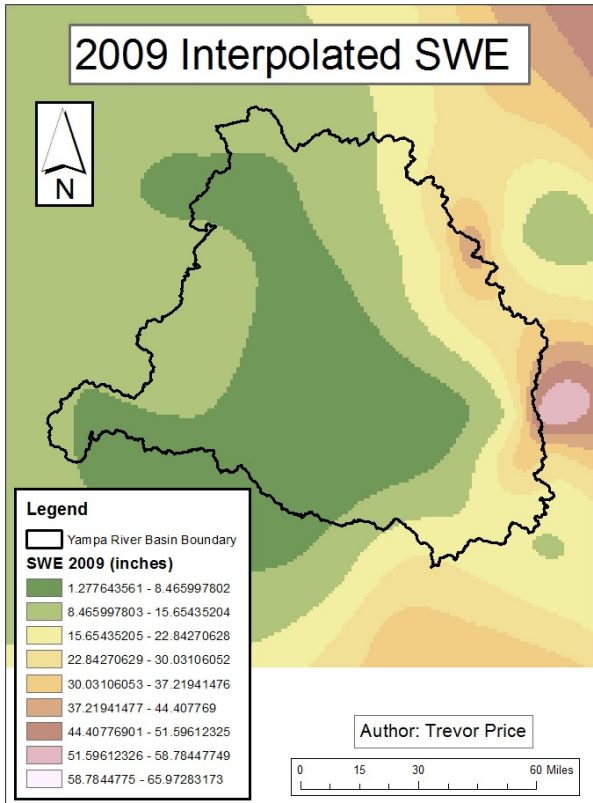 2009 Interpolated SWE
N
Legend
Yampa River Basin Boundary
SWE 2009 (inches)
1.277643561 - 8.465997802
8.465997803 - 15.65435204
15.65435205 - 22.84270628
22.84270629 - 30.03106052
30.03106053 - 37.21941476
37.21941477 - 44.407769
44.40776901 - 51.59612325
51.59612326 - 58.78447749
58.7844775 - 65.97283173
Author: Trevor Price
0 15 30 60 Miles